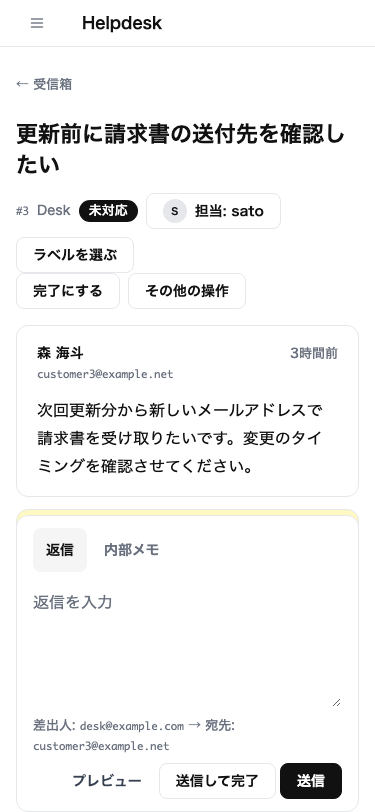 Helpdesk
← 受信箱
更新前に請求書の送付先を確認し
たい
#3 Desk 未対応 S 担当: sato
ラベルを選ぶ
完了にする その他の操作
森 海斗 3時間前
customer3@example.net
次回更新分から新しいメールアドレスで
請求書を受け取りたいです。変更のタイ
ミングを確認させてください。
返信 内部メモ
返信を入力
差出人: desk@example.com → 宛先:
customer3@example.net
プレビュー 送信して完了 送信